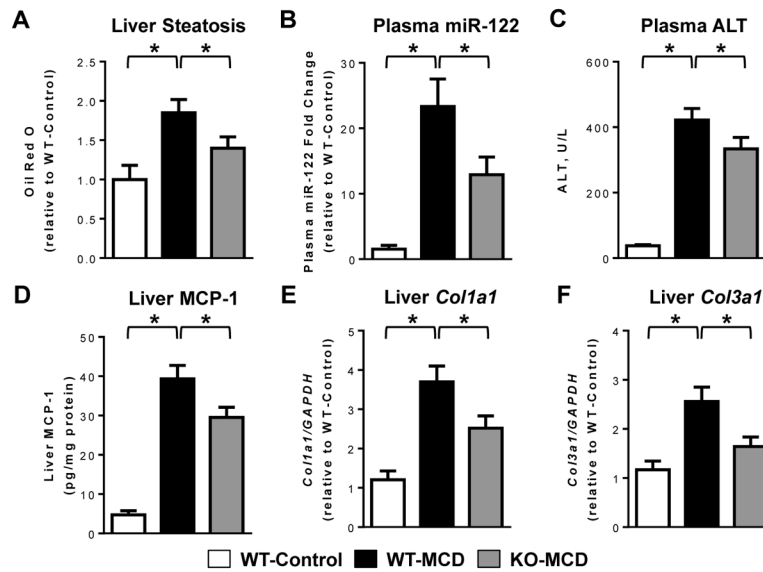 A
Liver Steatosis
* *
Oil Red O
(relative to WT-Control)
2.5
2.0
1.5
1.0
0.5
0.0
B
Plasma miR-122
* *
Plasma miR-122 Fold Change
(relative to WT-Control)
30
20
10
0
C
Plasma ALT
* *
ALT, U/L
600
400
200
0
D
Liver MCP-1
* *
Liver MCP-1
(pg/mg protein)
50
40
30
20
10
0
E
Liver Col1a1
* *
Col1a1/GAPDH
(relative to WT-Control)
5
4
3
2
1
0
F
Liver Col3a1
* *
Col3a1/GAPDH
(relative to WT-Control)
4
3
2
1
0
WT-Control WT-MCD KO-MCD